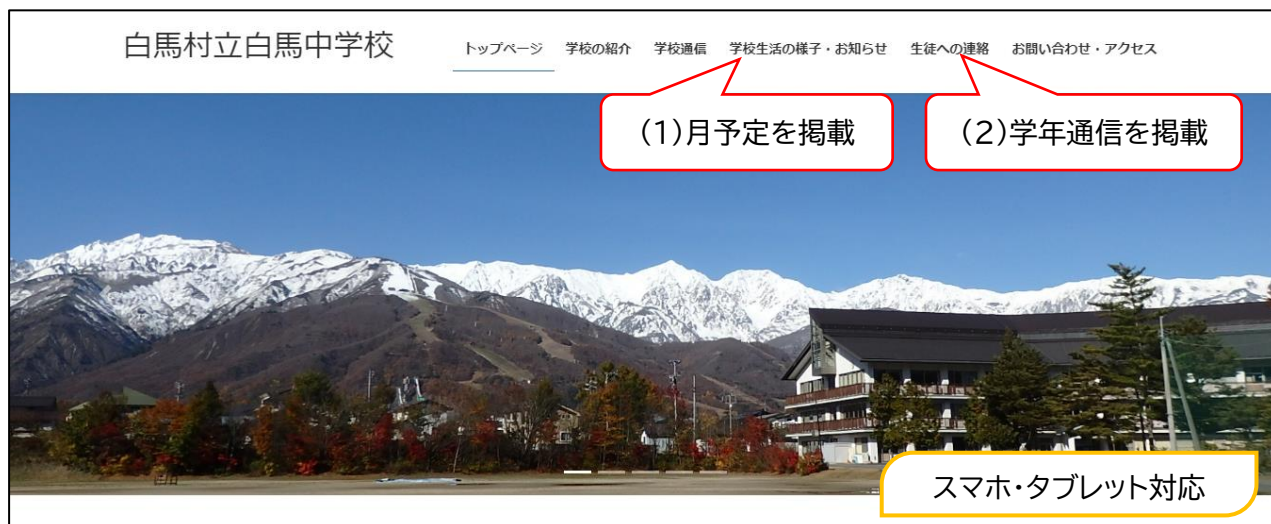 白馬村立白馬中学校
トップページ 学校の紹介 学校通信 学校生活の様子・お知らせ 生徒への連絡 お問い合わせ・アクセス
(1)月予定を掲載
(2)学年通信を掲載
スマホ・タブレット対応